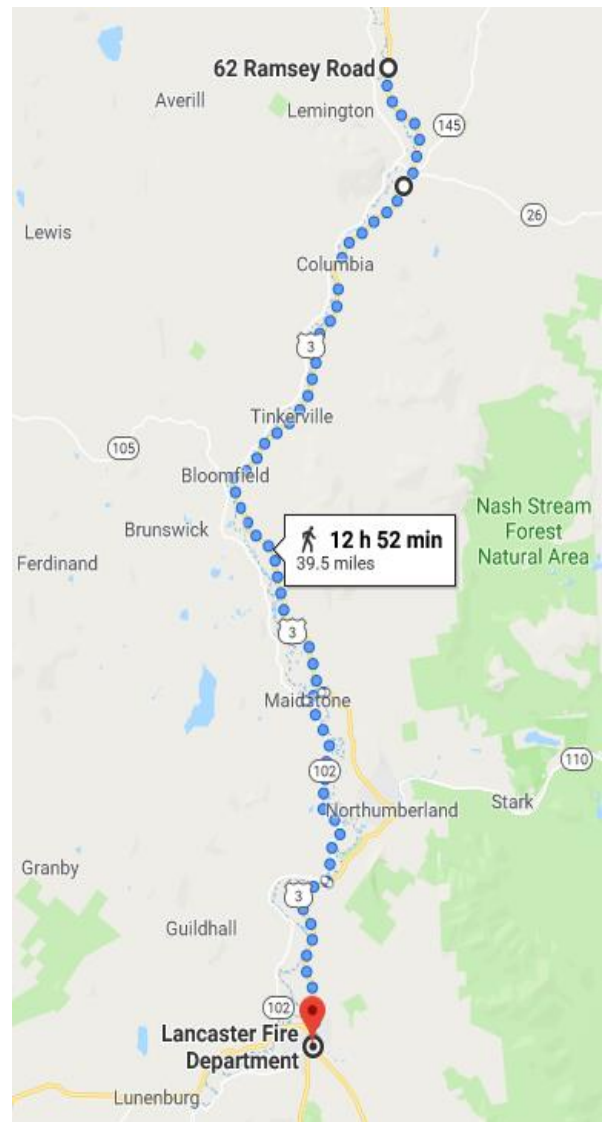 62 Ramsey Road
Averill
Lemington
145
26
Lewis
Columbia
3
Tinkerville
105
Bloomfield
Nash Stream
Forest
Natural Area
Brunswick
12 h 52 min
39.5 miles
Ferdinand
3
Maidstone
110
102
Northumberland
Stark
Granby
3
Guildhall
102
Lancaster Fire
Department
Lunenburg